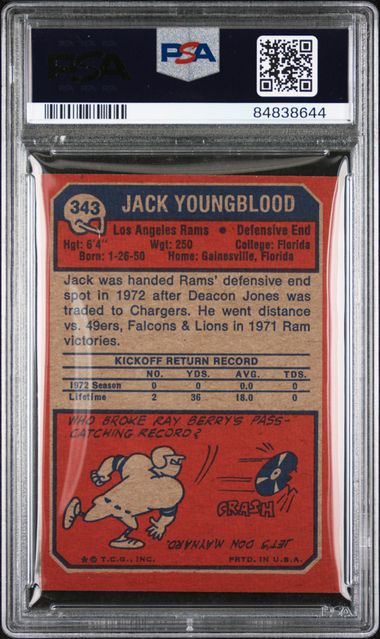 PSA
PSA
84838644
343
JACK YOUNGBLOOD
Los Angeles Rams • Defensive End
Hgt: 6'4" Wgt: 250 College: Florida
Born: 1-26-50 Home: Gainesville, Florida
Jack was handed Rams' defensive end
spot in 1972 after Deacon Jones was
traded to Chargers. He went distance
vs. 49ers, Falcons & Lions in 1971 Ram
victories.
KICKOFF RETURN RECORD
NO. YDS. AVG. TDS.
1972 Season 0 0 0.0 0
Lifetime 2 36 18.0 0
WHO BROKE RAY BERRY'S PASS-
CATCHING RECORD?
CRASH
JETS DON MAYNARD.
★ © T.C.G., INC. PRTD. IN U.S.A.
PSA